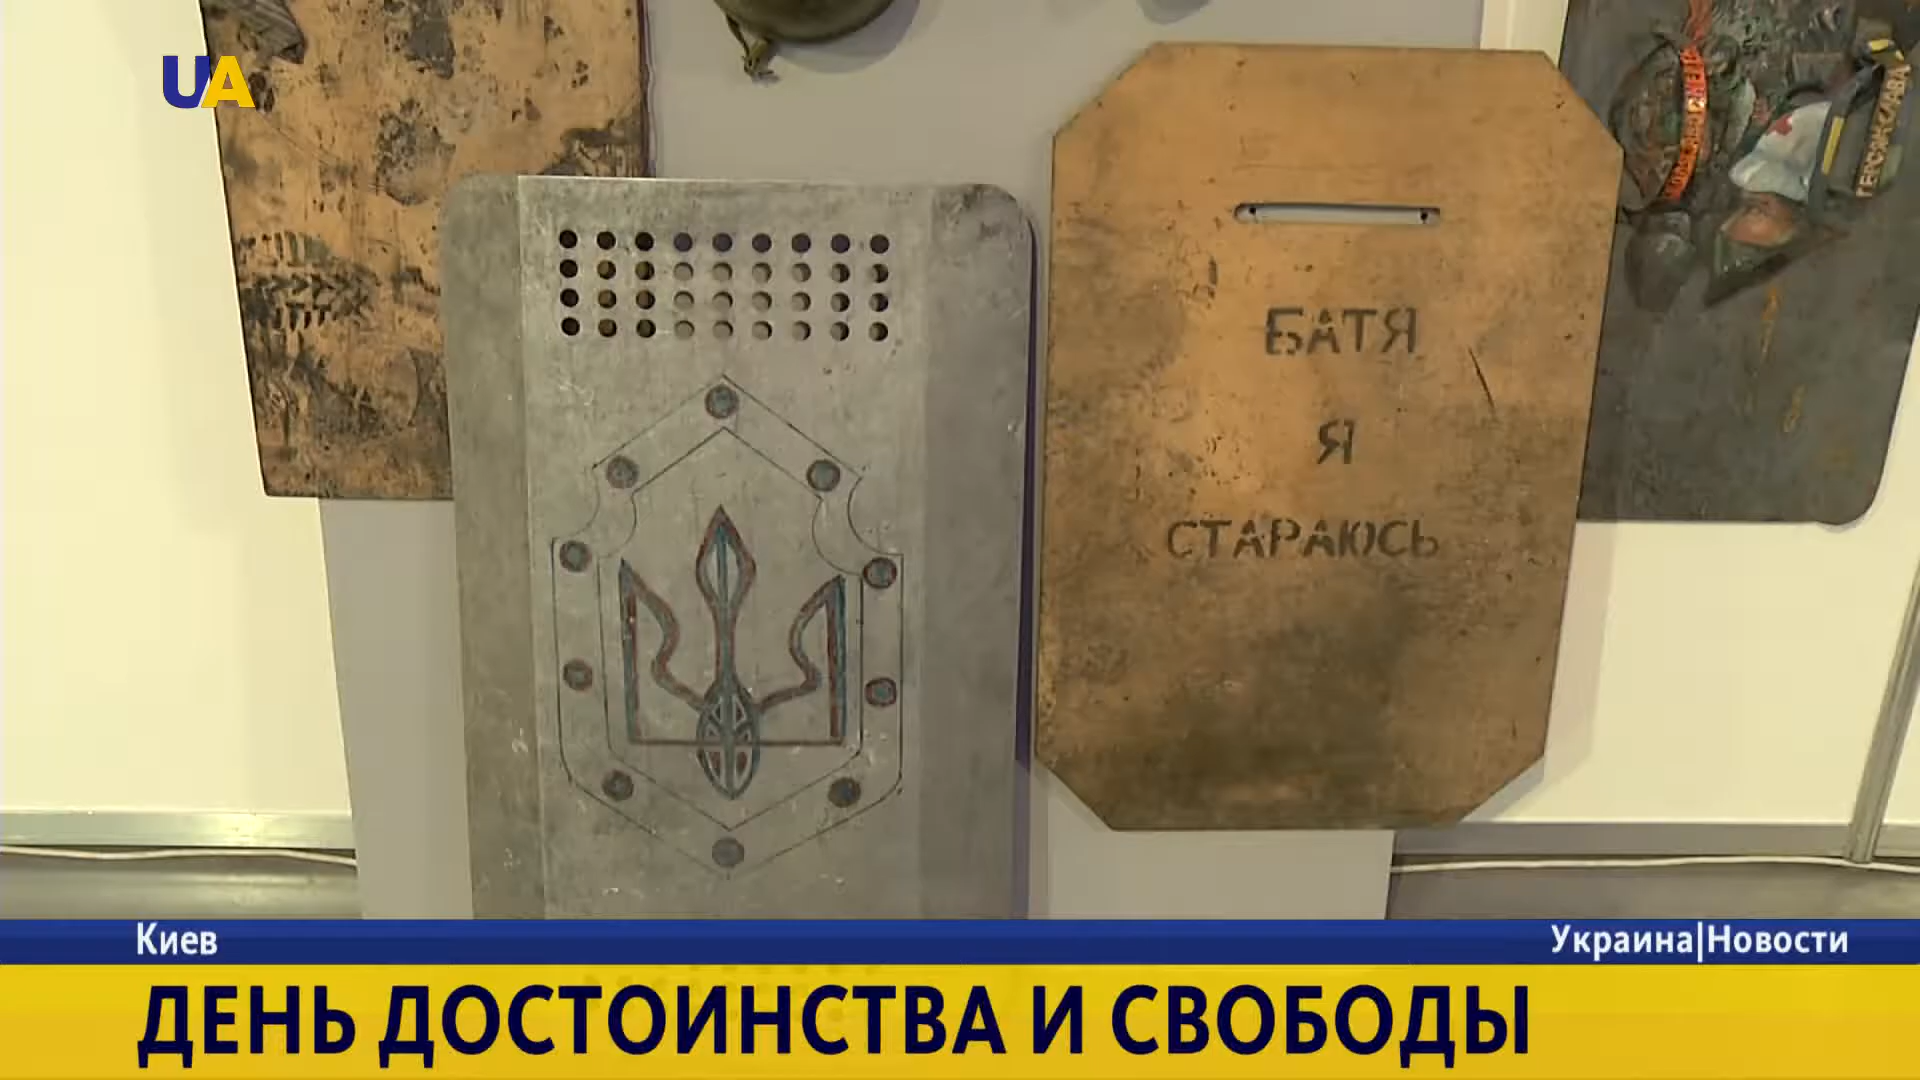 UA
БАТЯ
Я
СТАРАЮСЬ
Киев
Украина|Новости
ДЕНЬ ДОСТОИНСТВА И СВОБОДЫ